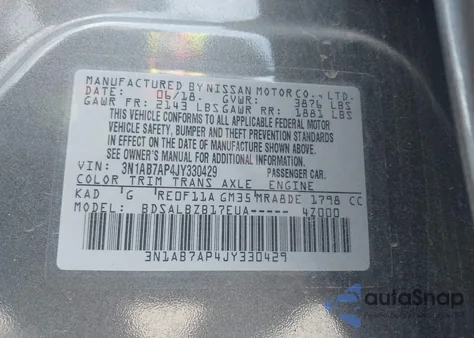 MANUFACTURED BY NISSAN MOTOR CO., LTD.
DATE: 06/18. GVWR: 3876 LBS
GAWR FR: 2143 LBS GAWR RR: 1881 LBS
THIS VEHICLE CONFORMS TO ALL APPLICABLE FEDERAL MOTOR
VEHICLE SAFETY, BUMPER AND THEFT PREVENTION STANDARDS
IN EFFECT ON THE DATE OF MANUFACTURE SHOWN ABOVE.
SEE OWNER'S MANUAL FOR ADDITIONAL INFORMATION.
VIN: 3N1AB7AP4JY330429 PASSENGER CAR.
COLOR TRIM TRANS AXLE ENGINE
KAD G RE0F11A GM35 MRA8DE 1798 CC
MODEL: BDSALBZB17EUA----- 4Z000
3N1AB7AP4JY330429
autoSnap